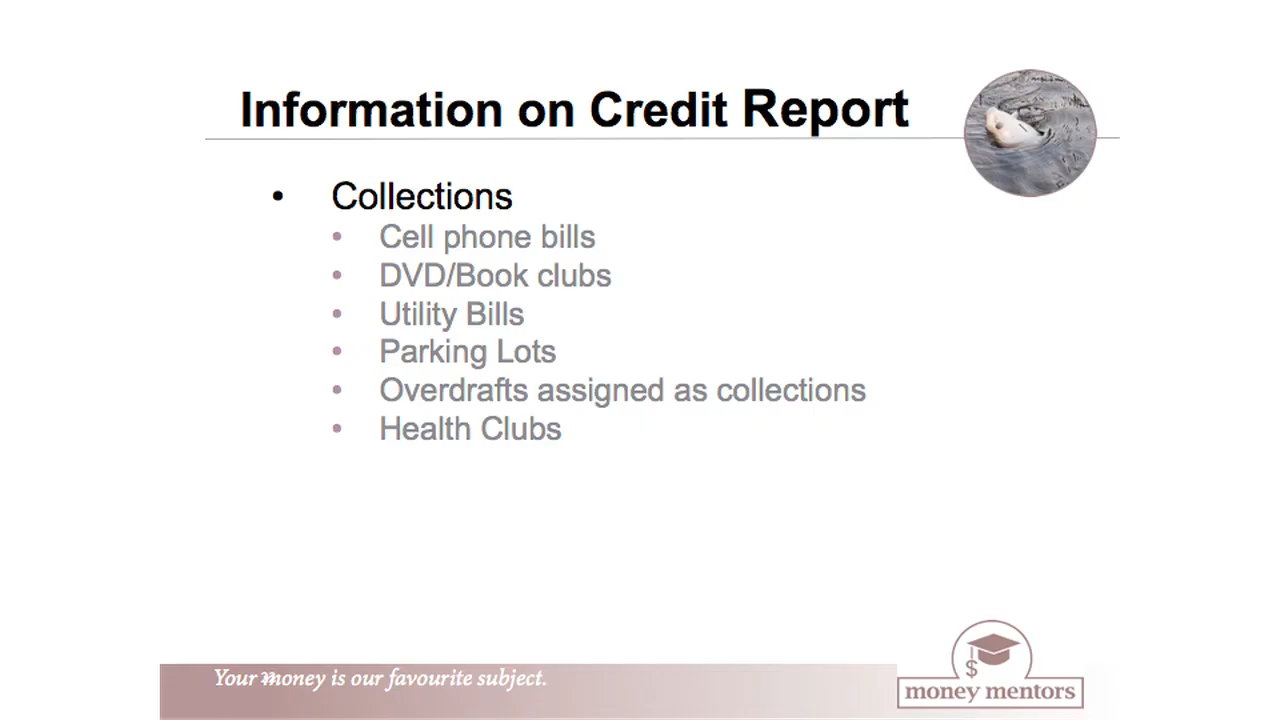 Information on Credit Report
• Collections
• Cell phone bills
• DVD/Book clubs
• Utility Bills
• Parking Lots
• Overdrafts assigned as collections
• Health Clubs
Your money is our favourite subject.
$
money mentors